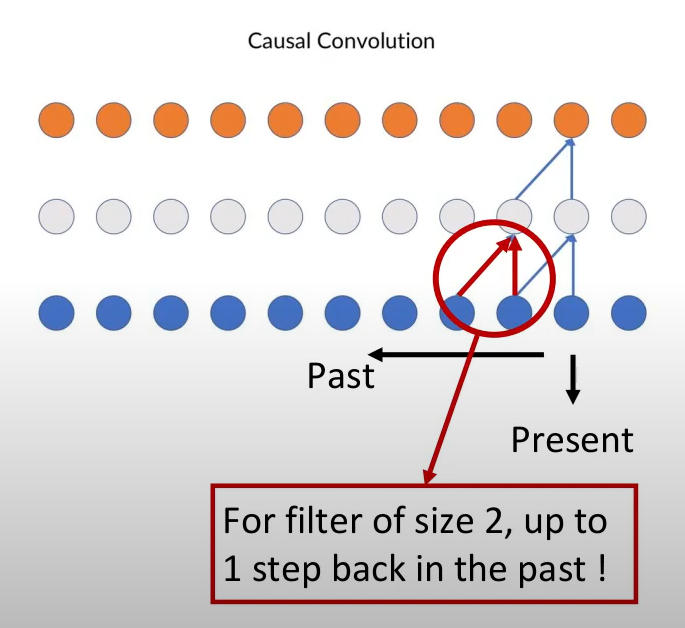 Causal Convolution
Past
Present
For filter of size 2, up to
1 step back in the past !